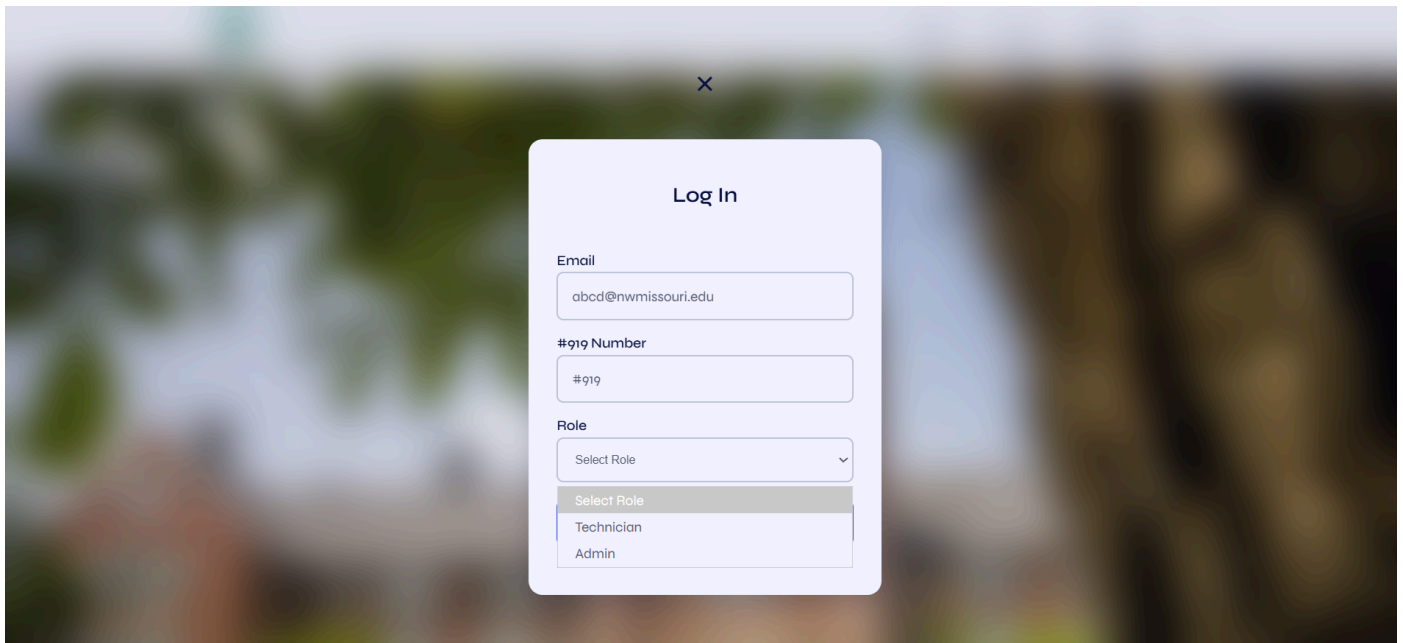 Log In
Email
abcd@nwmissouri.edu
#919 Number
#919
Role
Select Role
Select Role
Technician
Admin